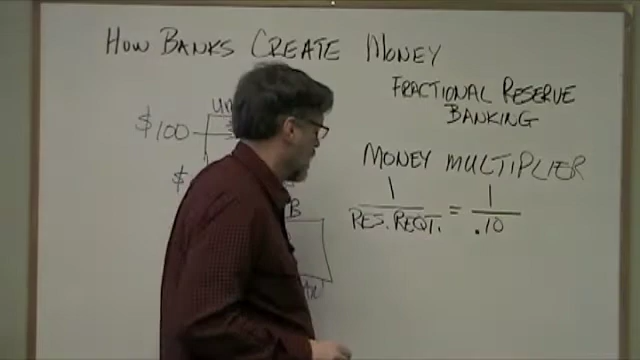 How Banks Create Money
Fractional Reserve
Banking
$100
Money Multiplier
$
1
1
Res. Reqt.
=
.10
B